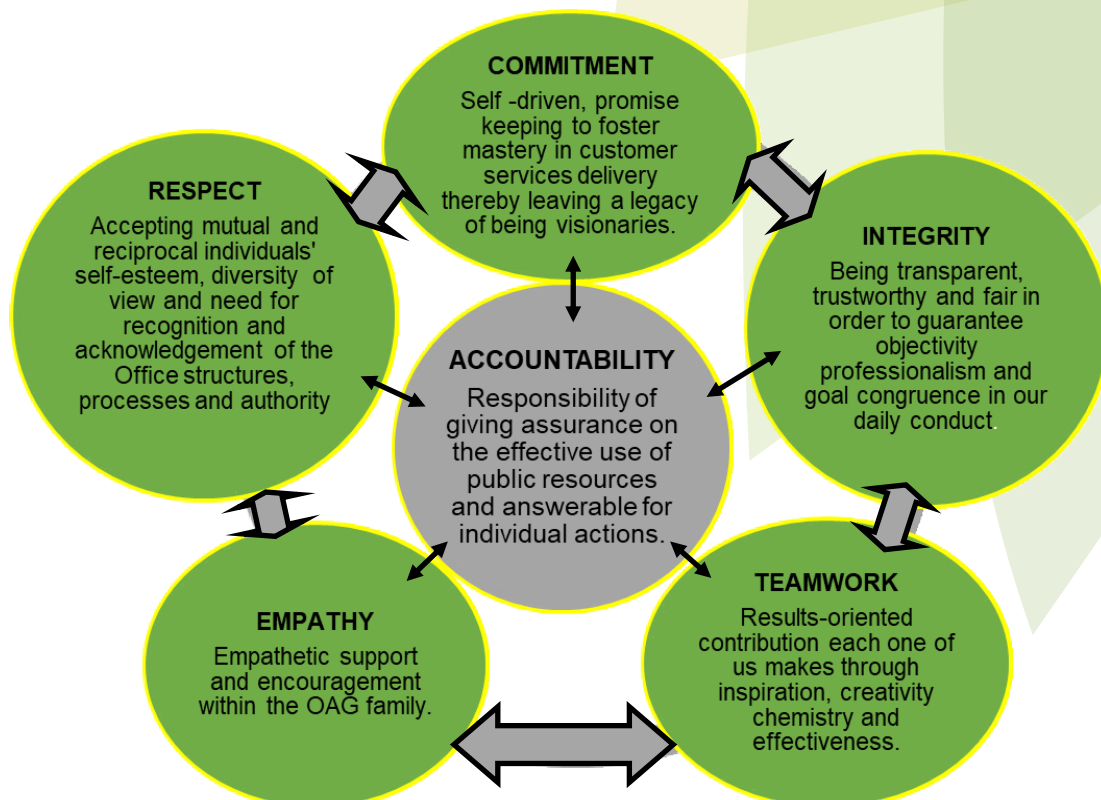 COMMITMENT
Self -driven, promise
keeping to foster
mastery in customer
services delivery
thereby leaving a legacy
of being visionaries.
RESPECT
Accepting mutual and
reciprocal individuals'
self-esteem, diversity of
view and need for
recognition and
acknowledgement of the
Office structures,
processes and authority
INTEGRITY
Being transparent,
trustworthy and fair in
order to guarantee
objectivity
professionalism and
goal congruence in our
daily conduct.
ACCOUNTABILITY
Responsibility of
giving assurance on
the effective use of
public resources
and answerable for
individual actions.
EMPATHY
Empathetic support
and encouragement
within the OAG family.
TEAMWORK
Results-oriented
contribution each one of
us makes through
inspiration, creativity
chemistry and
effectiveness.